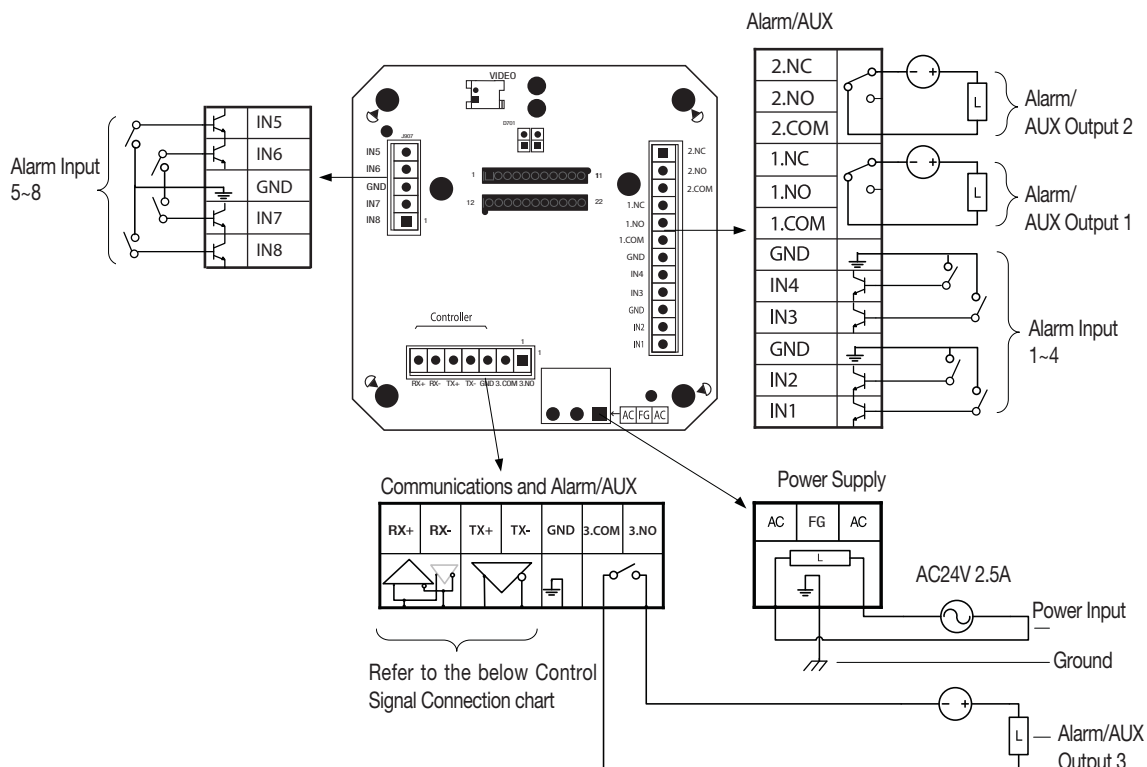 Alarm/AUX
2.NC
2.NO
2.COM
1.NC
1.NO
1.COM
GND
IN4
IN3
GND
IN2
IN1
- +
L
Alarm/
AUX Output 2
- +
L
Alarm/
AUX Output 1
Alarm Input
1~4
Alarm Input
5~8
IN5
IN6
GND
IN7
IN8
VIDEO
D701
J907
IN5
IN6
GND
IN7
IN8
1
1 11
12 22
2.NC
2.NO
2.COM
1.NC
1.NO
1.COM
GND
IN4
IN3
GND
IN2
IN1
Controller
1
1
RX+ RX- TX+ TX- GND 3.COM 3.NO
AC FG AC
Communications and Alarm/AUX
RX+ RX- TX+ TX- GND 3.COM 3.NO
Refer to the below Control
Signal Connection chart
Power Supply
AC FG AC
L
AC24V 2.5A
Power Input
Ground
- +
L
Alarm/AUX
Output 3